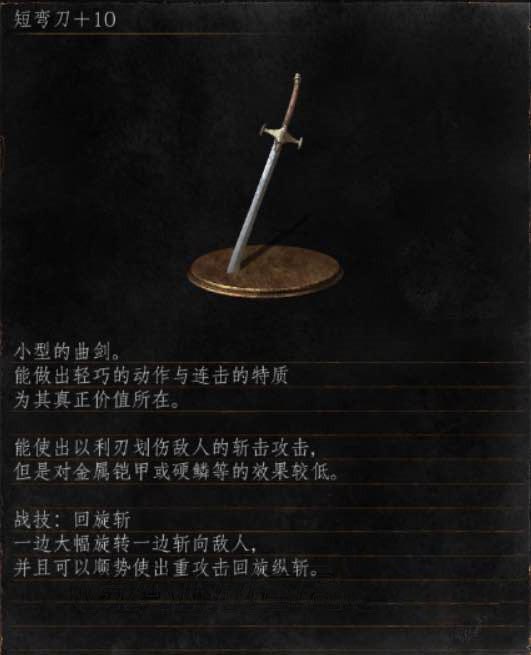 短弯刀+10
小型的曲剑。
能做出轻巧的动作与连击的特质
为其真正价值所在。
能使出以利刃划伤敌人的斩击攻击，
但是对金属铠甲或硬鳞等的效果较低。
战技：回旋斩
一边大幅旋转一边斩向敌人，
并且可以顺势使出重攻击回旋纵斩。